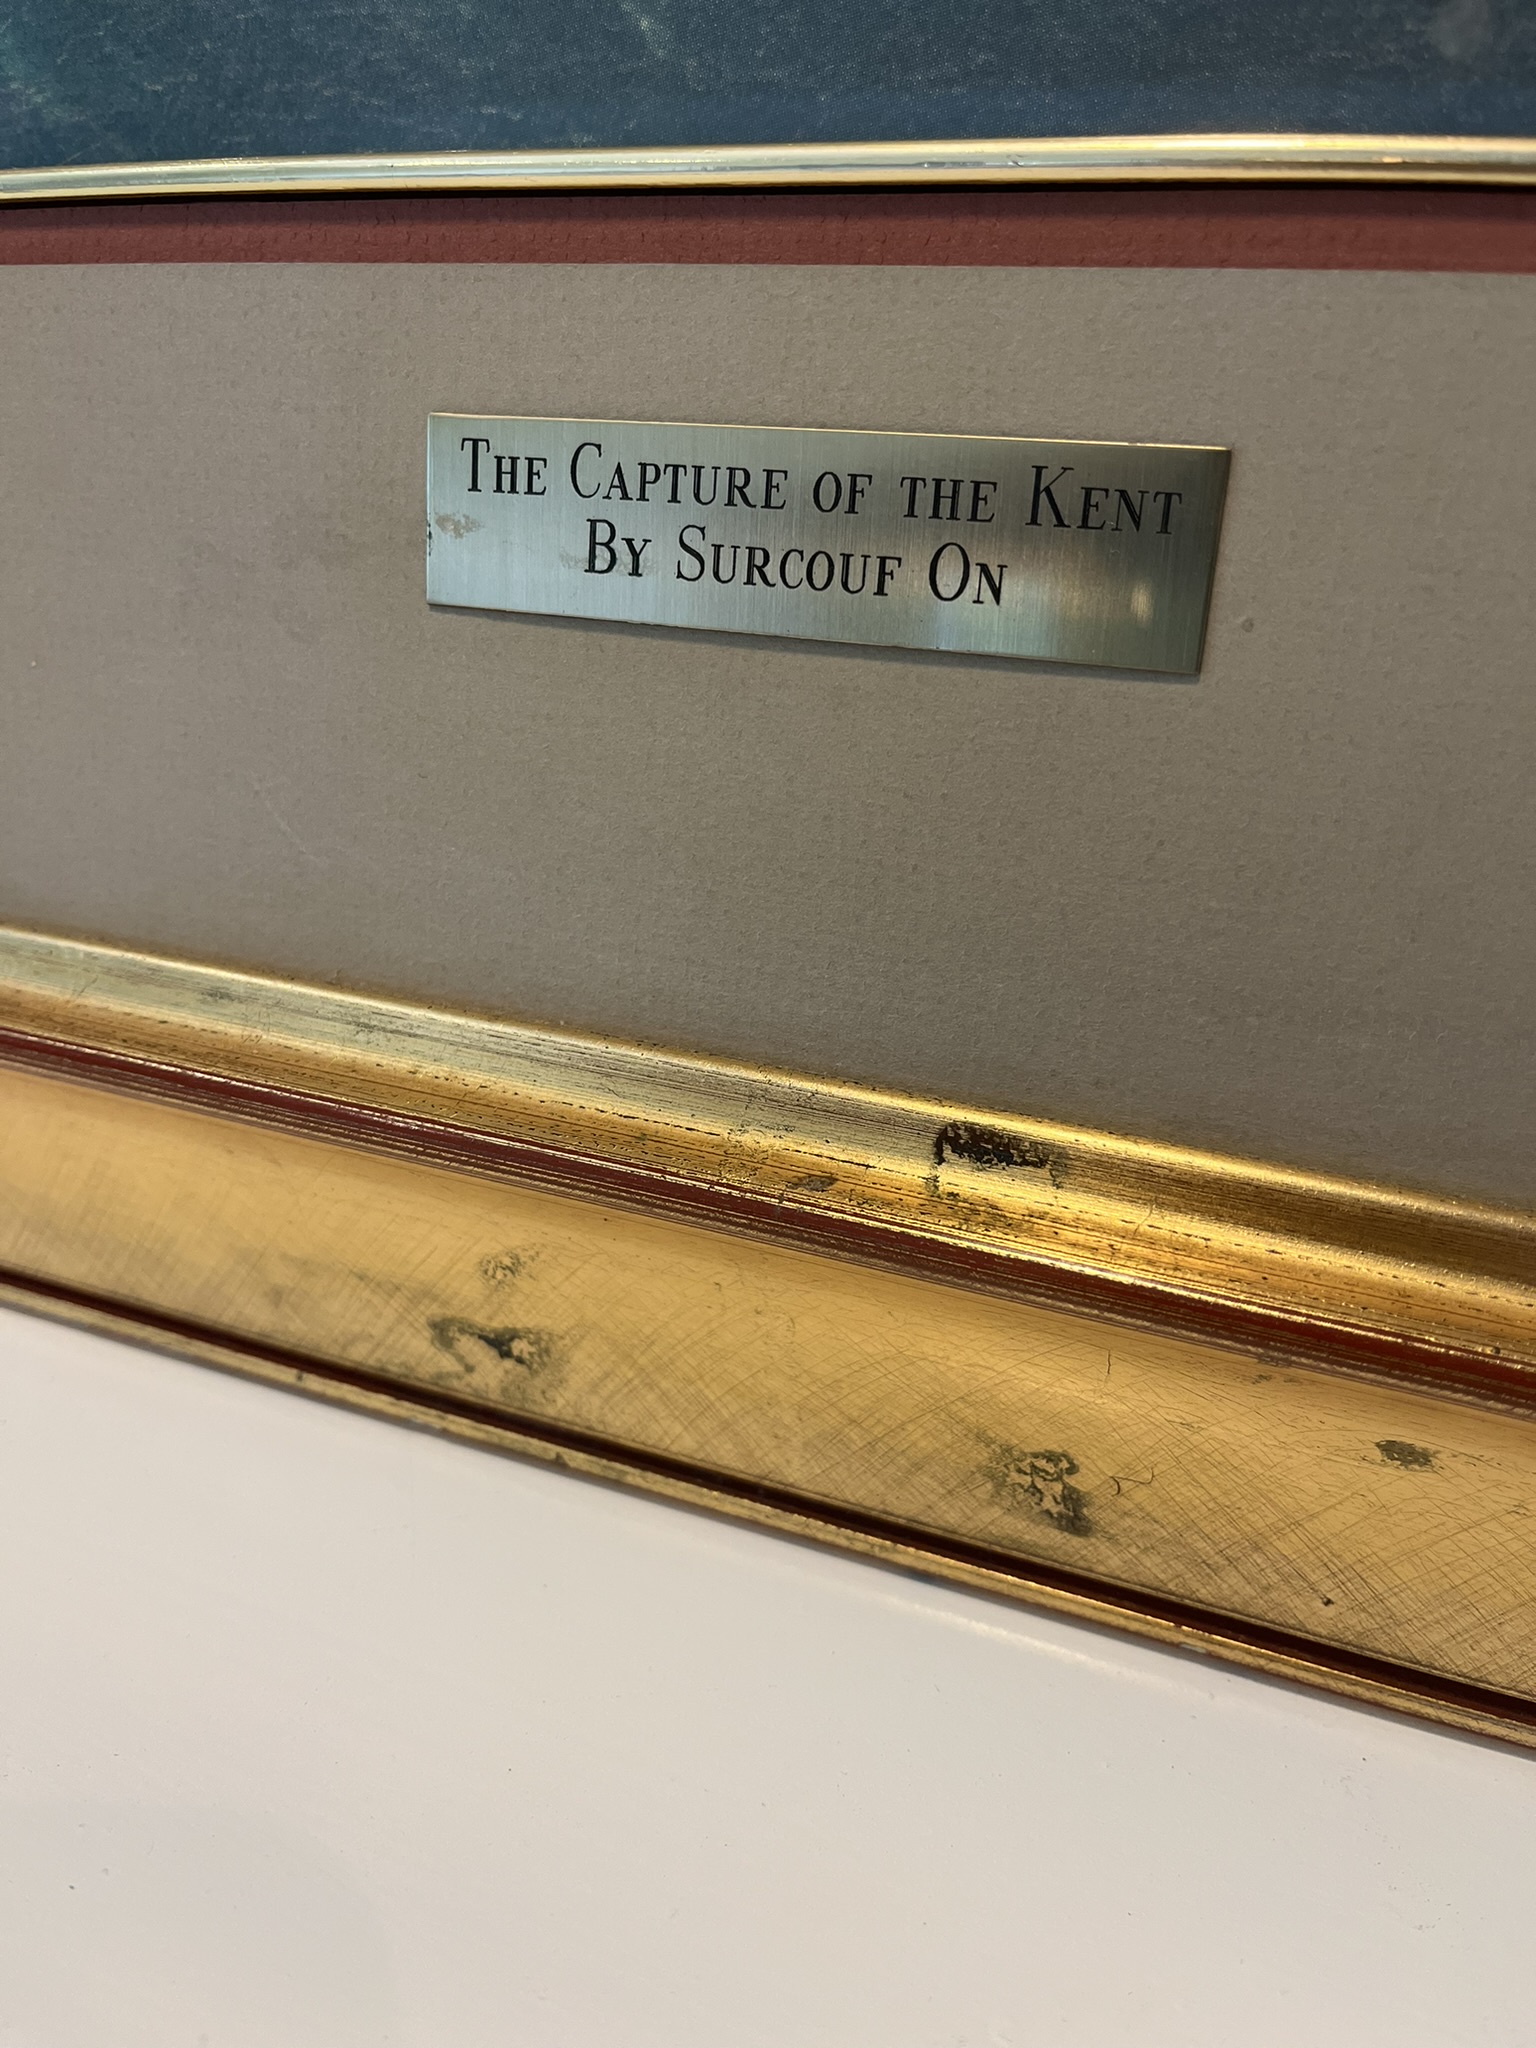 The Capture of the Kent
By Surcouf On